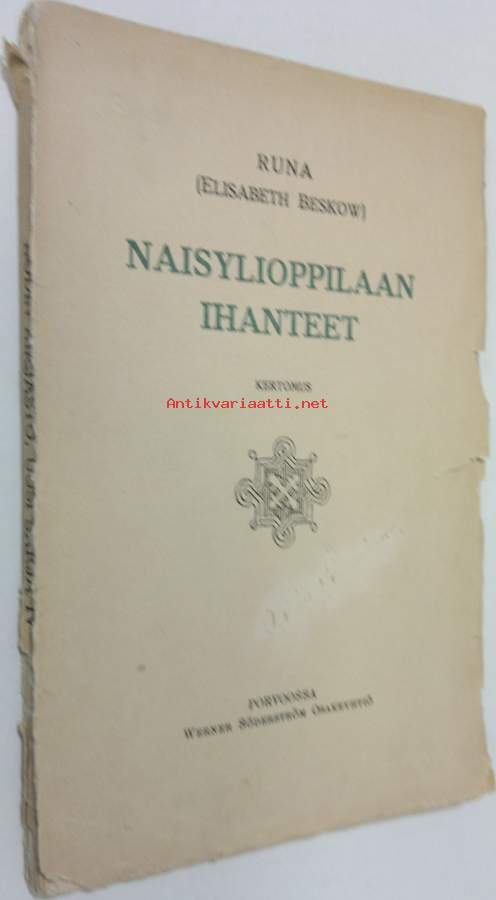 RUNA
(ELISABETH BESKOW)
NAISYLIOPPILAAN
IHANTEET
KERTOMUS
Antikvariaatti.net
PORVOOSSA
WERNER SÖDERSTRÖM OSAKEYHTIÖ